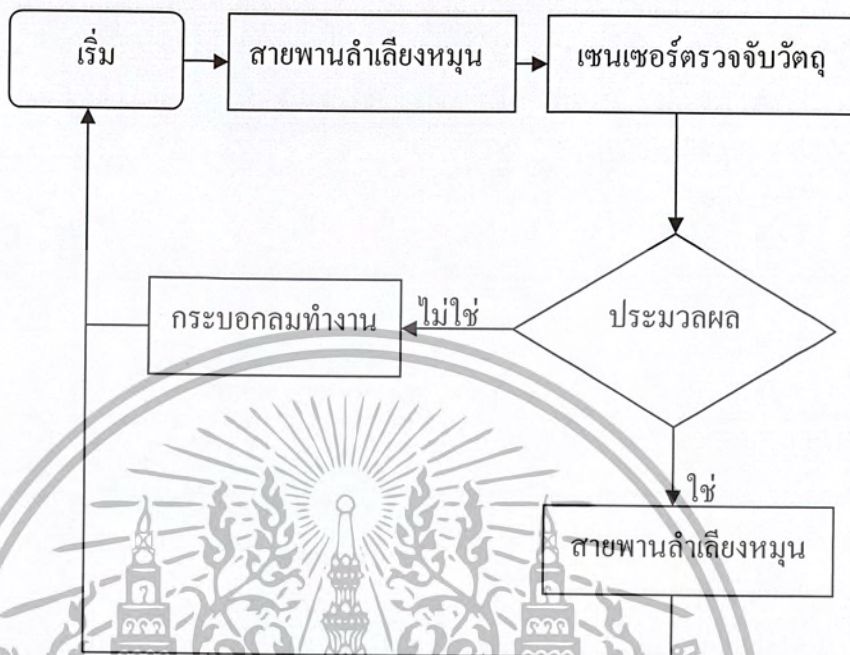 เริ่ม
สายพานลำเลียงหมุน
เซนเซอร์ตรวจจับวัตถุ
ประมวลผล
ไม่ใช่
กระบอกลมทำงาน
ใช่
สายพานลำเลียงหมุน